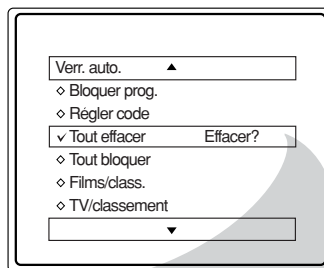 Verr. auto. ▲
◇ Bloquer prog.
◇ Régler code
✓ Tout effacer Effacer?
◇ Tout bloquer
◇ Films/class.
◇ TV/classement
▼